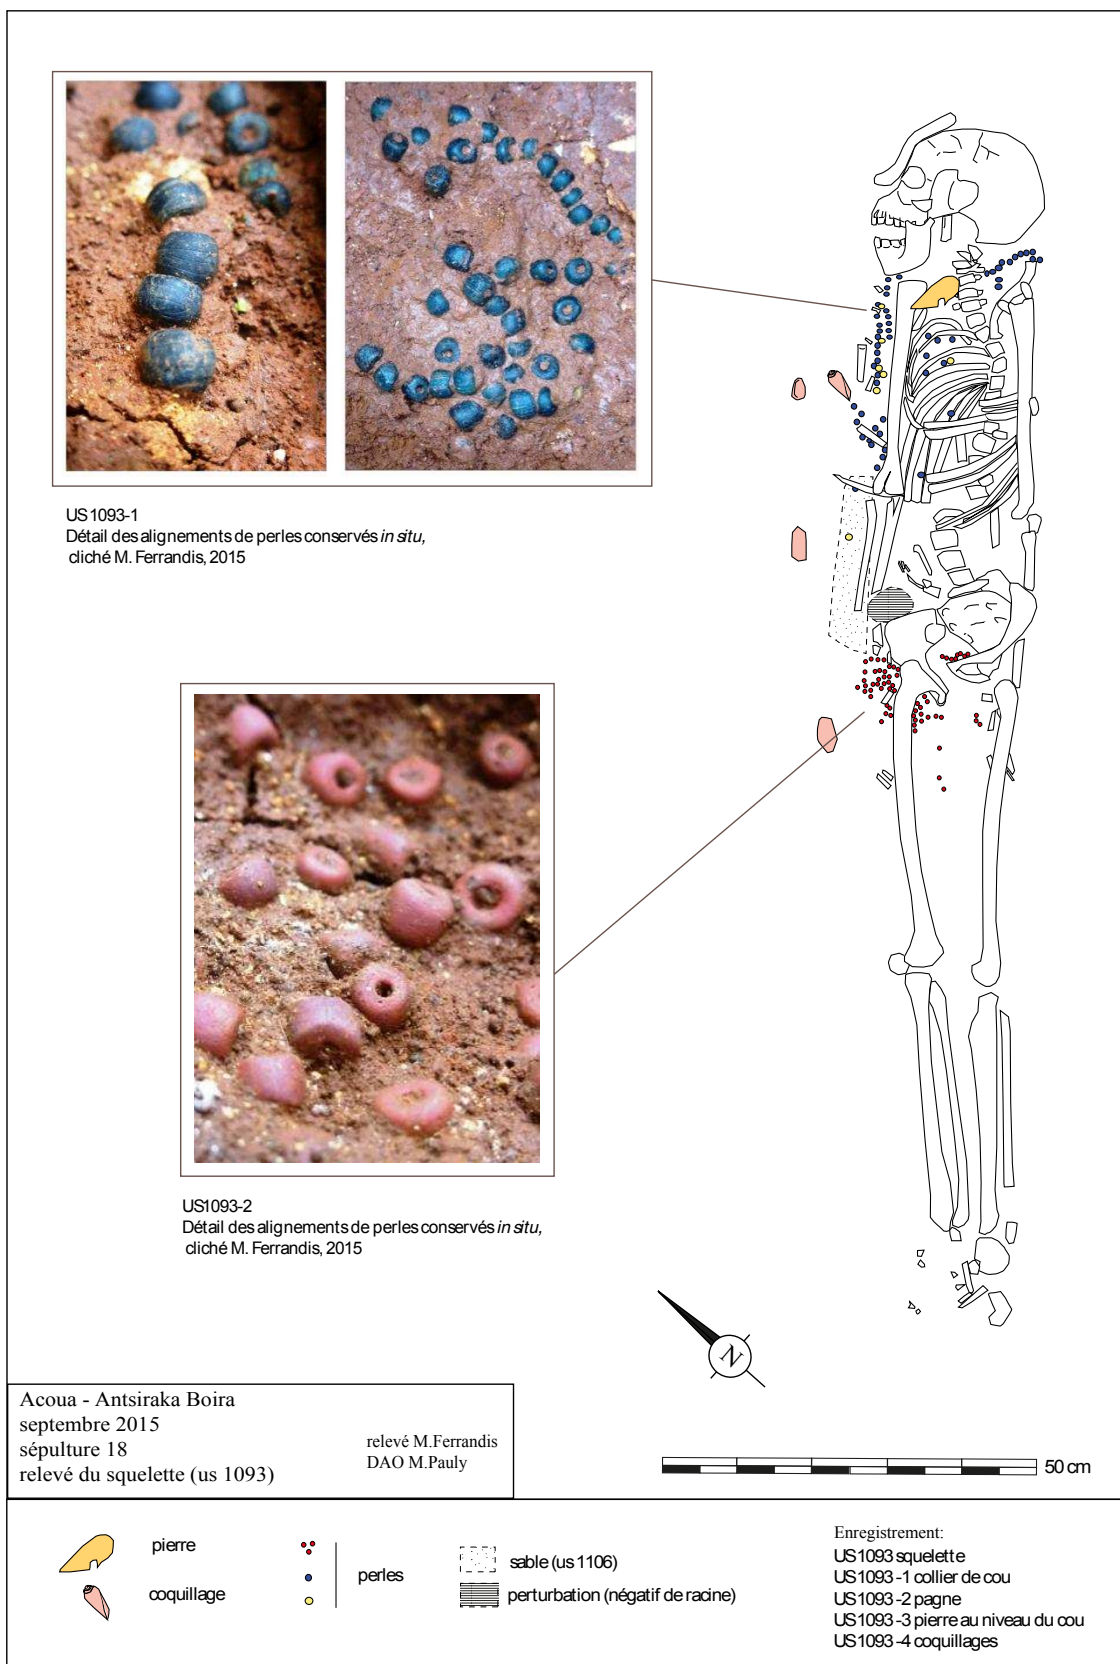 US1093-1
Détail des alignements de perles conservés in situ,
cliché M. Ferrandis, 2015
US1093-2
Détail des alignements de perles conservés in situ,
cliché M. Ferrandis, 2015
N
Acoua - Antsiraka Boira
septembre 2015
sépulture 18
relevé du squelette (us 1093)
relevé M.Ferrandis
DAO M.Pauly
50 cm
pierre
coquillage
perles
sable (us 1106)
perturbation (négatif de racine)
Enregistrement:
US1093 squelette
US1093 -1 collier de cou
US1093 -2 pagne
US1093 -3 pierre au niveau du cou
US1093 -4 coquillages